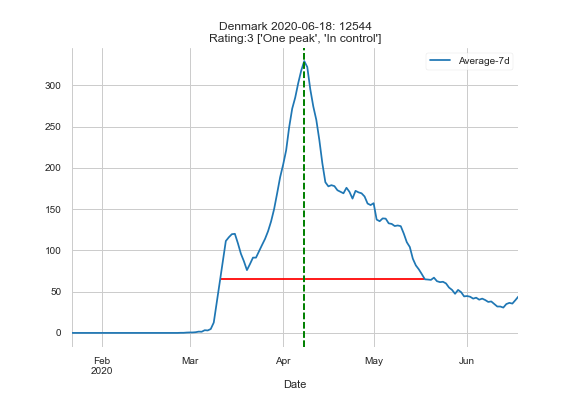 Denmark 2020-06-18: 12544
Rating:3 ['One peak', 'In control']
Average-7d
300
250
200
150
100
50
0
Feb
2020
Mar
Apr
May
Jun
Date